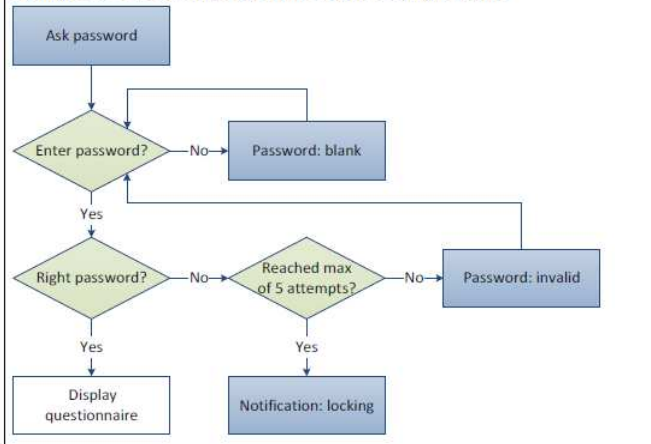 Ask password
Enter password?
No
Password: blank
Yes
Right password?
No
Reached max
of 5 attempts?
No
Password: invalid
Yes
Yes
Display
questionnaire
Notification: locking